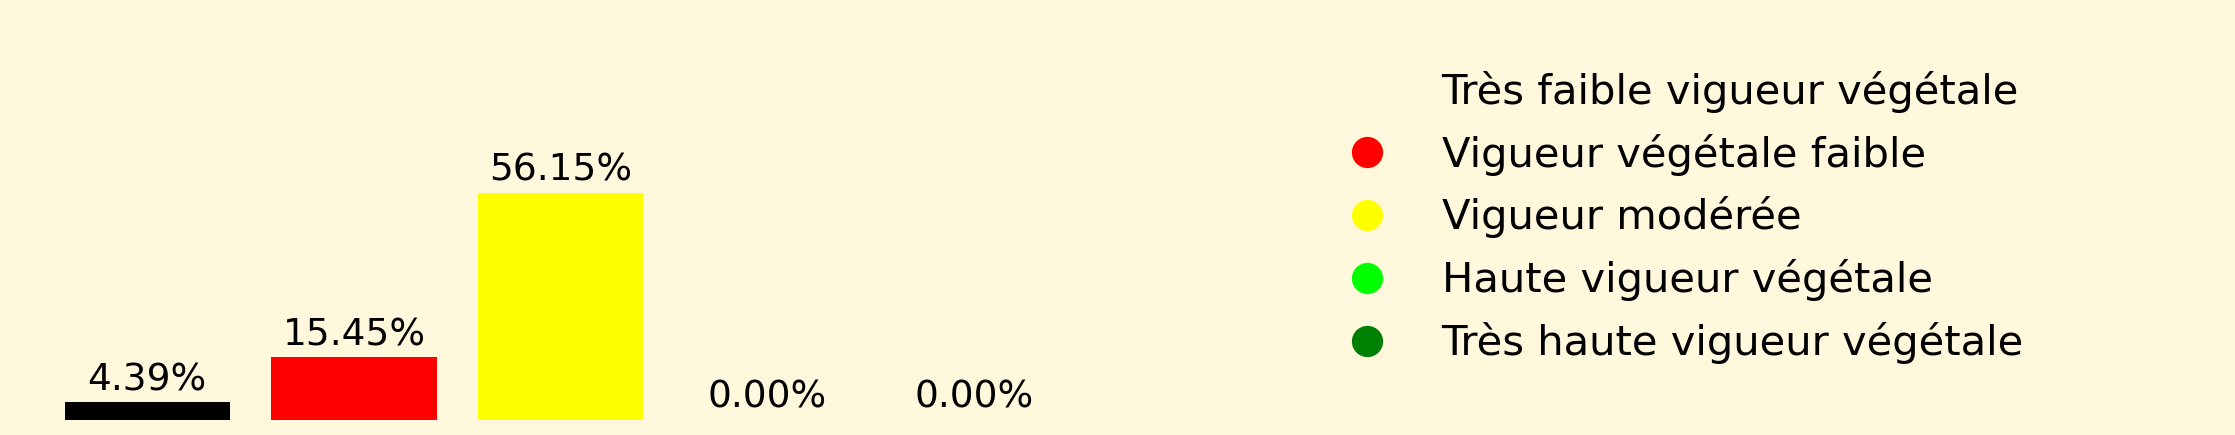 4.39%
15.45%
56.15%
0.00%
0.00%
Très faible vigueur végétale
Vigueur végétale faible
Vigueur modérée
Haute vigueur végétale
Très haute vigueur végétale